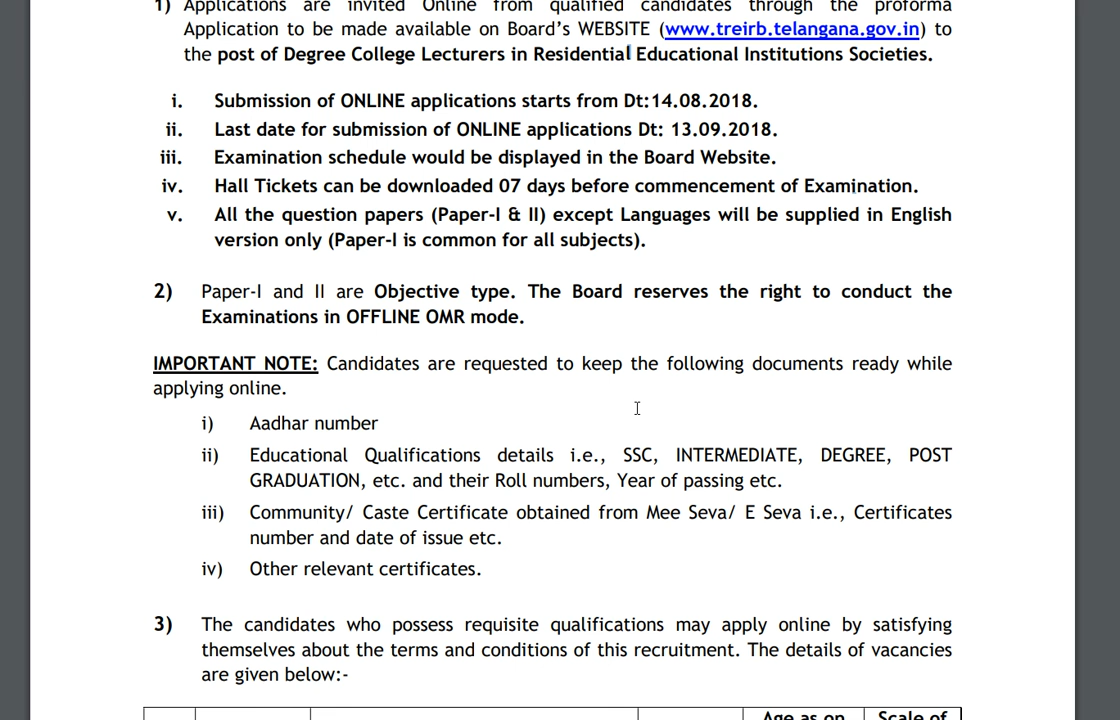 1) Applications are invited Online from qualified candidates through the proforma
Application to be made available on Board's WEBSITE (www.treirb.telangana.gov.in) to
the post of Degree College Lecturers in Residential Educational Institutions Societies.
i. Submission of ONLINE applications starts from Dt:14.08.2018.
ii. Last date for submission of ONLINE applications Dt: 13.09.2018.
iii. Examination schedule would be displayed in the Board Website.
iv. Hall Tickets can be downloaded 07 days before commencement of Examination.
v. All the question papers (Paper-I & II) except Languages will be supplied in English
version only (Paper-I is common for all subjects).
2) Paper-I and II are Objective type. The Board reserves the right to conduct the
Examinations in OFFLINE OMR mode.
IMPORTANT NOTE: Candidates are requested to keep the following documents ready while
applying online.
i) Aadhar number
ii) Educational Qualifications details i.e., SSC, INTERMEDIATE, DEGREE, POST
GRADUATION, etc. and their Roll numbers, Year of passing etc.
iii) Community/ Caste Certificate obtained from Mee Seva/ E Seva i.e., Certificates
number and date of issue etc.
iv) Other relevant certificates.
3) The candidates who possess requisite qualifications may apply online by satisfying
themselves about the terms and conditions of this recruitment. The details of vacancies
are given below:-
Age as on Scale of